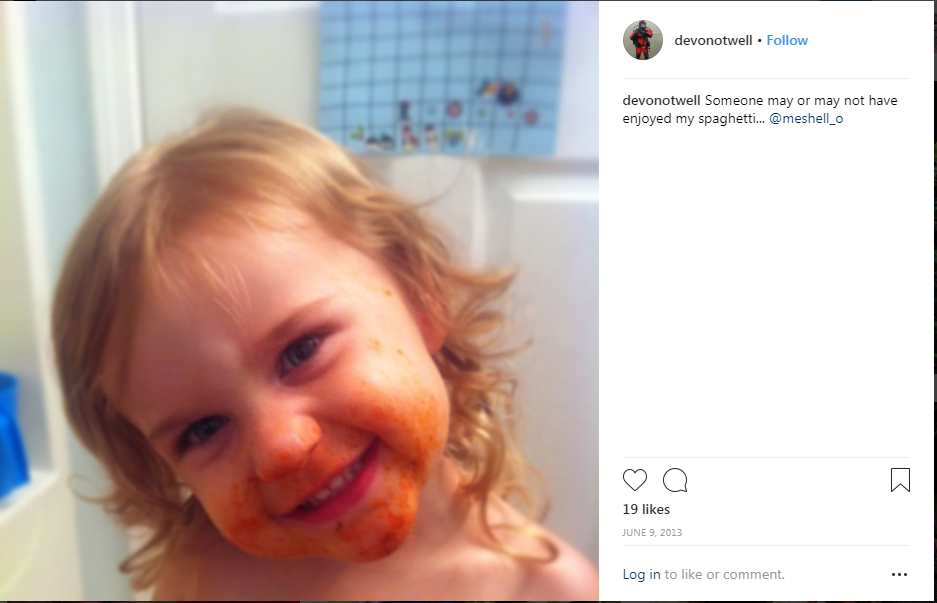 devonotwell • Follow
devonotwell Someone may or may not have
enjoyed my spaghetti... @meshell_o
19 likes
JUNE 9, 2013
Log in to like or comment.